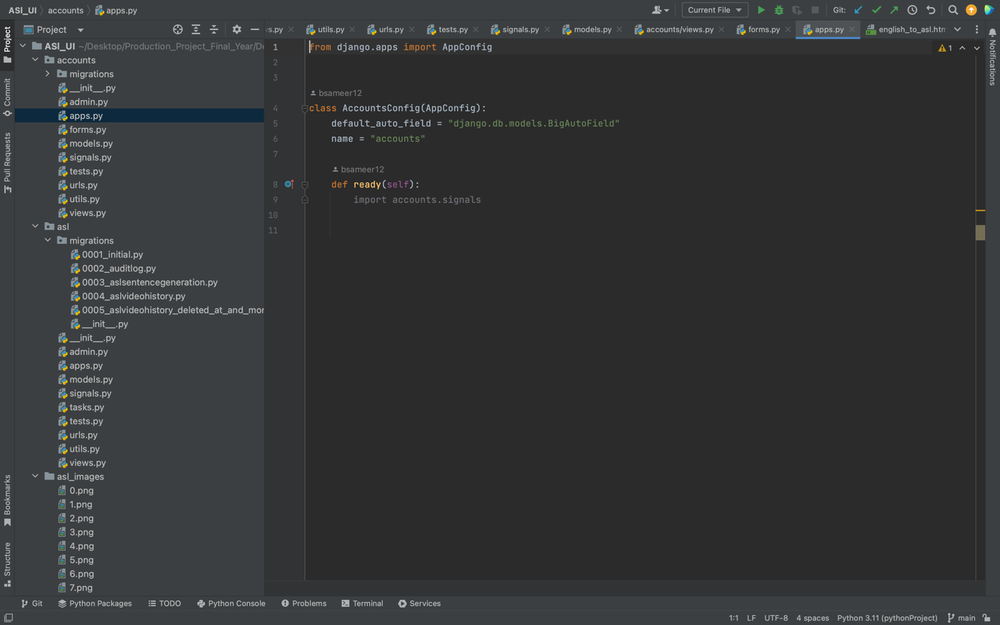 ASI_UI
accounts
apps.py
Current File
Git:
Project
Project
/s.py
utils.py
urls.py
tests.py
signals.py
models.py
accounts/views.py
forms.py
apps.py
english_to_asl.htm
Notifications
Commit
Pull Requests
Bookmarks
Structure
ASI_UI ~/Desktop/Production_Project_Final_Year/De
accounts
migrations
__init__.py
admin.py
apps.py
forms.py
models.py
signals.py
tests.py
urls.py
utils.py
views.py
asl
migrations
0001_initial.py
0002_auditlog.py
0003_aslsentencegeneration.py
0004_aslvideohistory.py
0005_aslvideohistory_deleted_at_and_mor
__init__.py
__init__.py
admin.py
apps.py
models.py
signals.py
tasks.py
tests.py
urls.py
utils.py
views.py
asl_images
0.png
1.png
2.png
3.png
4.png
5.png
6.png
7.png
1 from django.apps import AppConfig
1
2
3
bsameer12
4 class AccountsConfig(AppConfig):
5 default_auto_field = "django.db.models.BigAutoField"
6 name = "accounts"
7
bsameer12
8 def ready(self):
9 import accounts.signals
10
11
Git
Python Packages
TODO
Python Console
Problems
Terminal
Services
1:1 LF UTF-8 4 spaces Python 3.11 (pythonProject) main